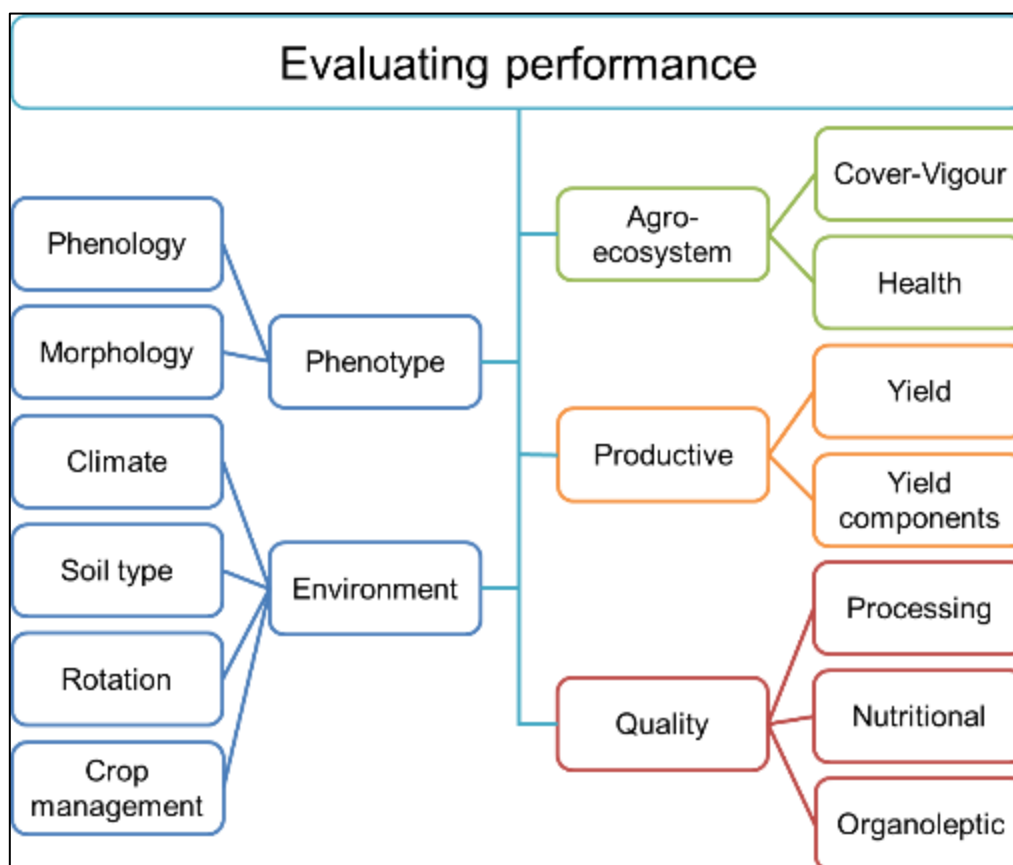 Evaluating performance
Phenology
Morphology
Phenotype
Climate
Soil type
Rotation
Crop
management
Environment
Agro-
ecosystem
Cover-Vigour
Health
Productive
Yield
Yield
components
Quality
Processing
Nutritional
Organoleptic